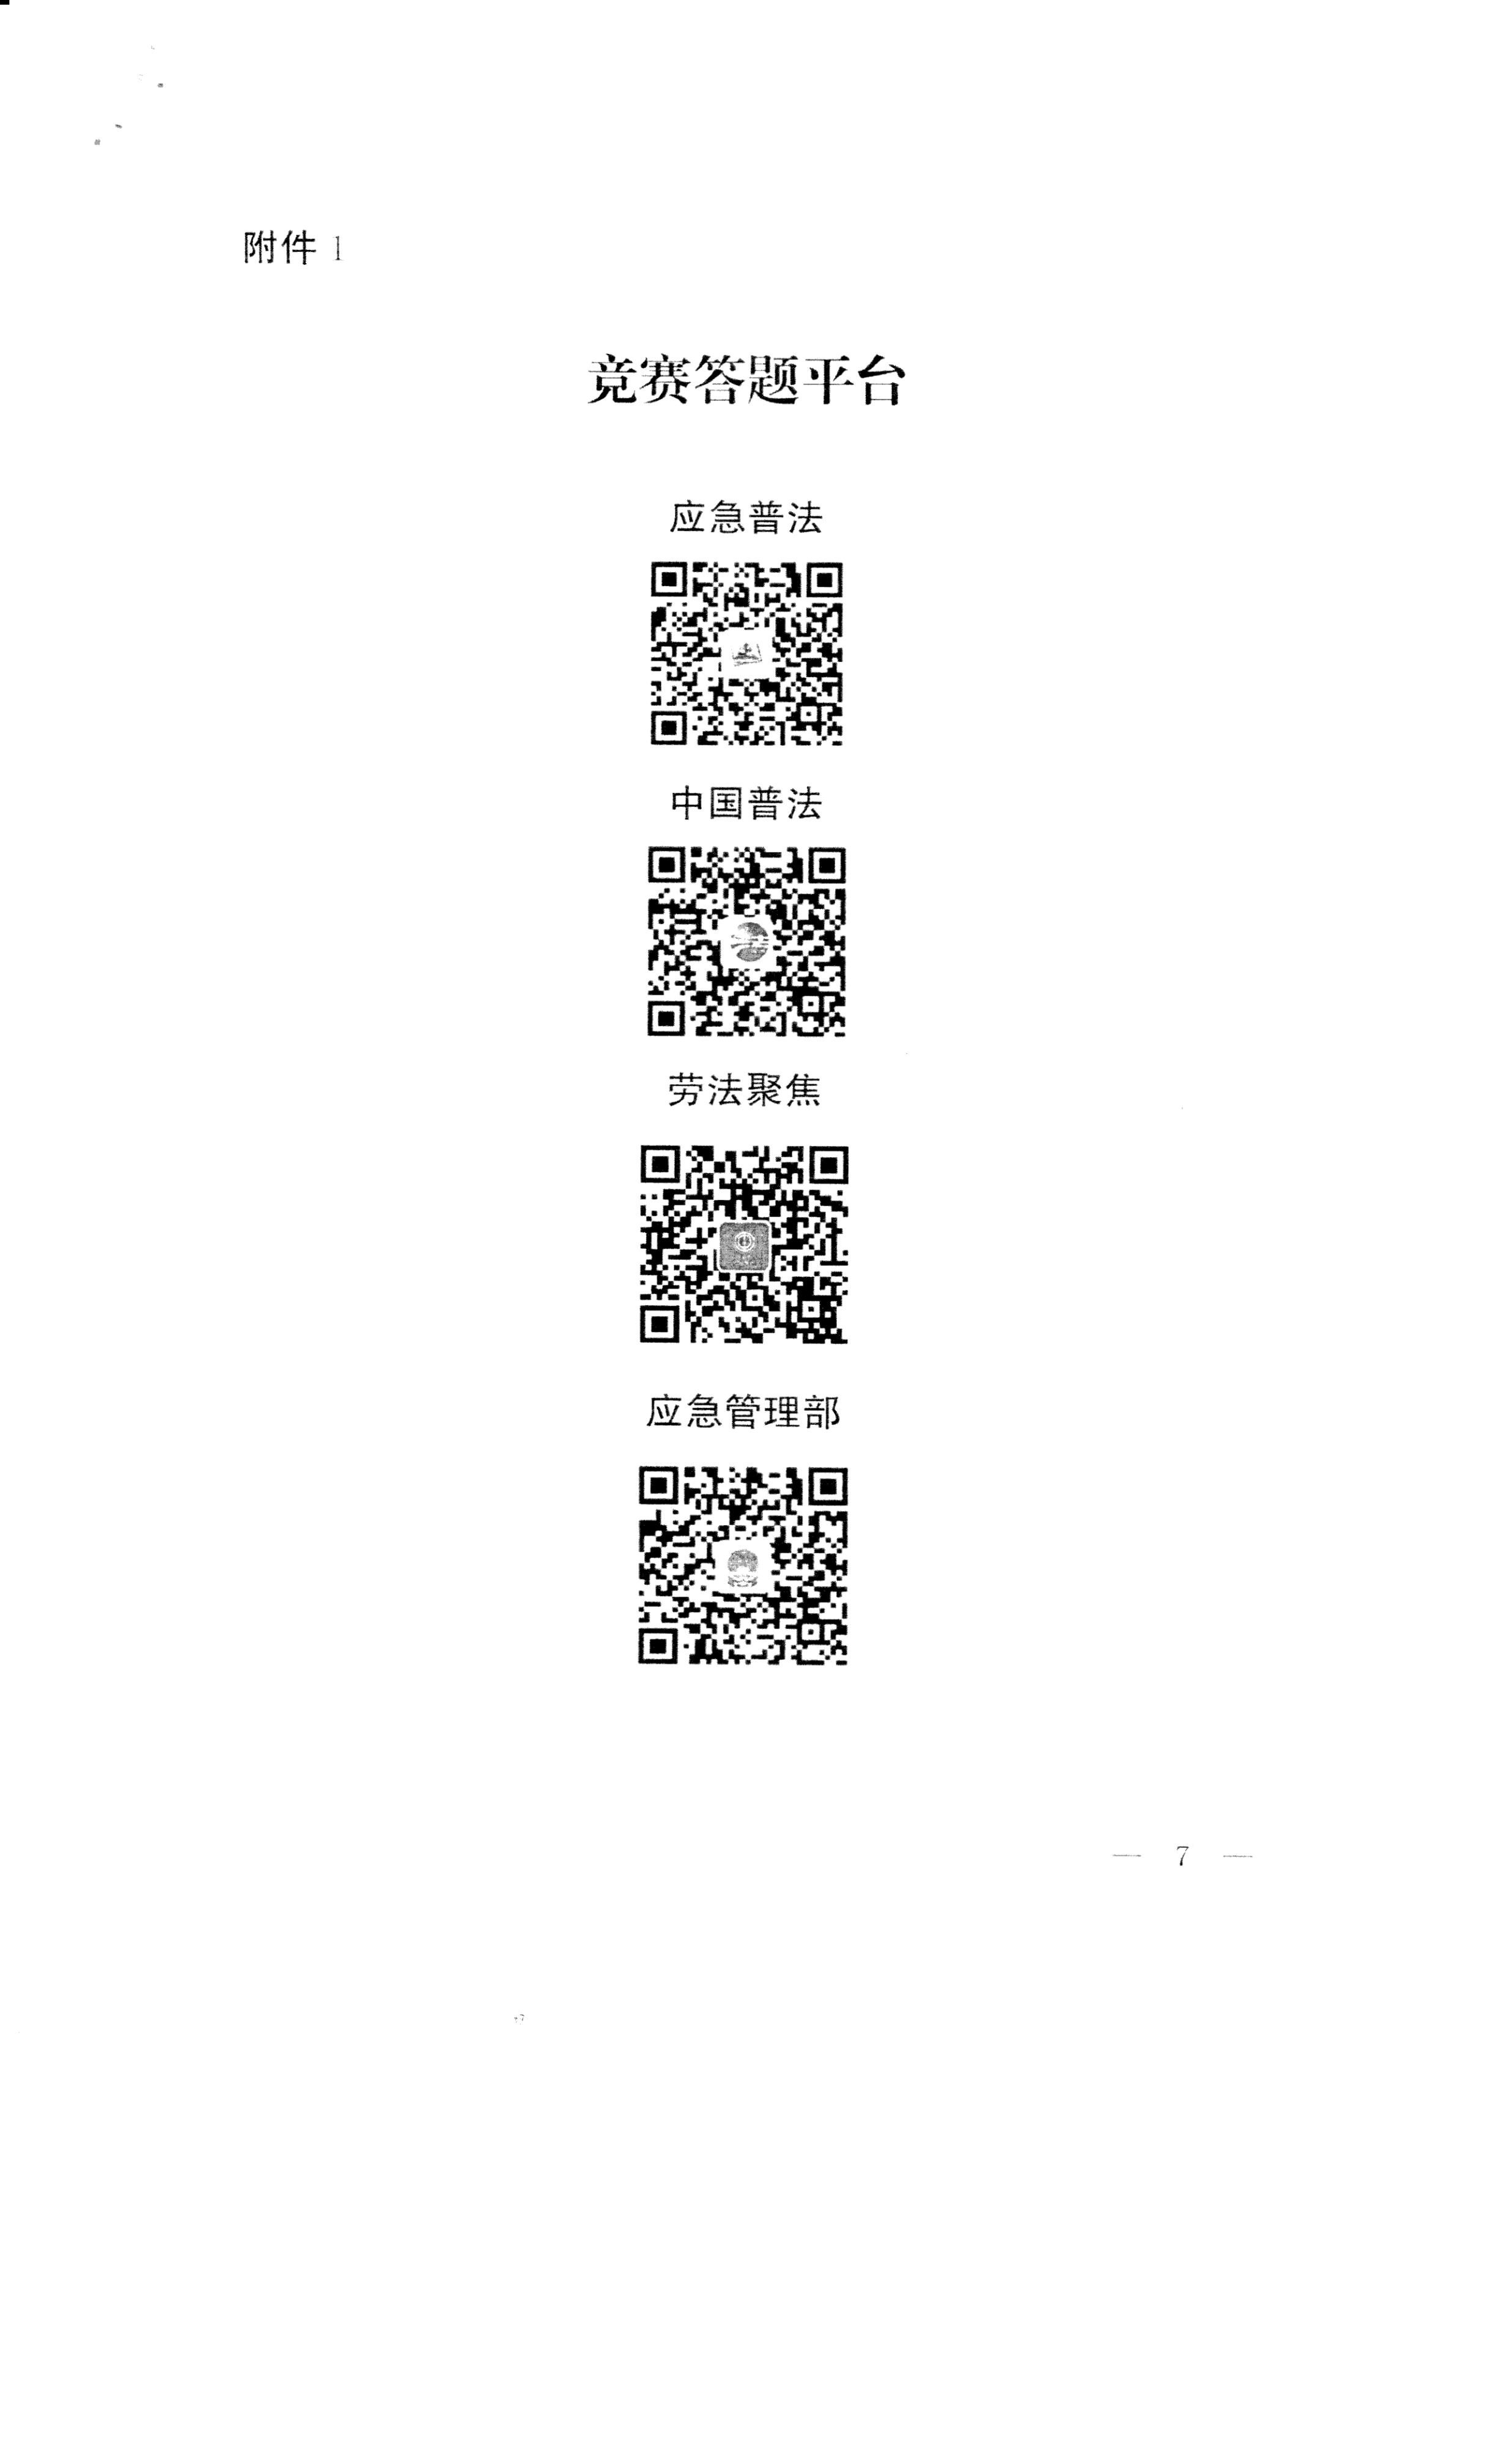 附件 1
竞赛答题平台
应急普法
中国普法
劳法聚焦
应急管理部
— 7 —